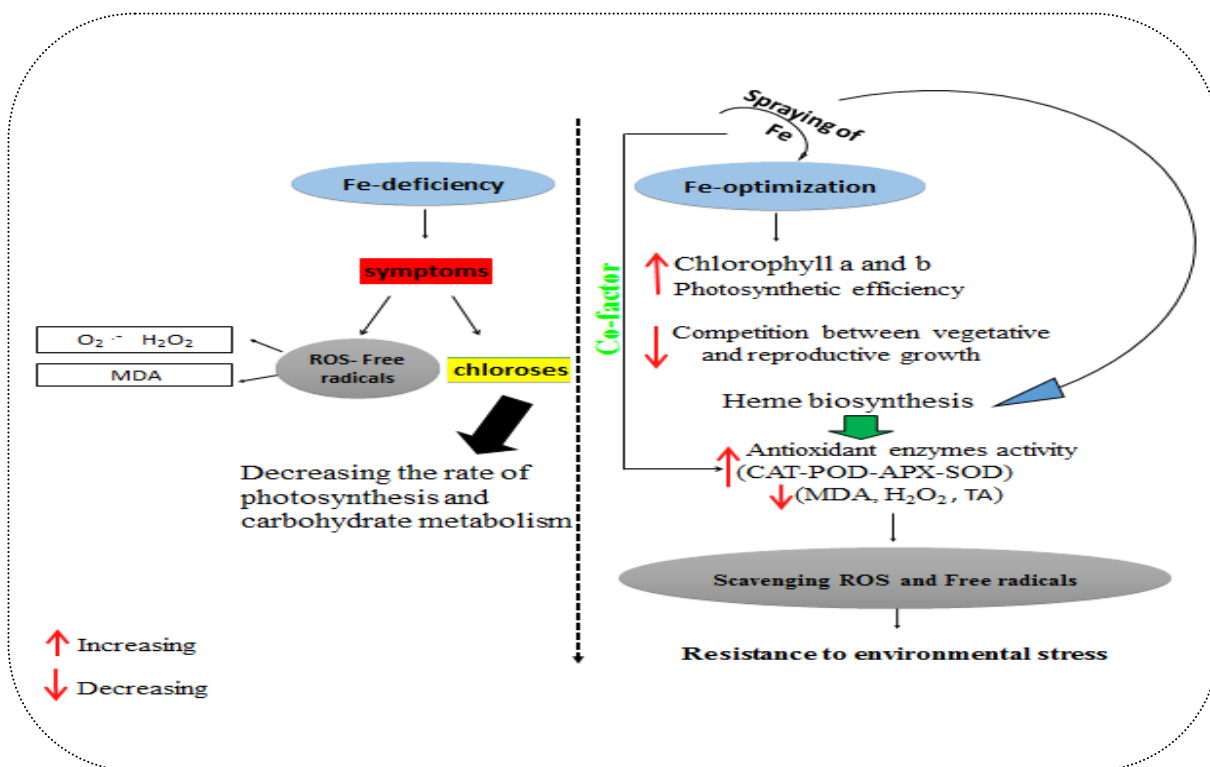 Fe-deficiency
symptoms
O₂ ·⁻ H₂O₂
MDA
ROS- Free
radicals
chloroses
Decreasing the rate of
photosynthesis and
carbohydrate metabolism
Increasing
Decreasing
Spraying of
Fe
Fe-optimization
Co-factor
Chlorophyll a and b
Photosynthetic efficiency
Competition between vegetative
and reproductive growth
Heme biosynthesis
Antioxidant enzymes activity
(CAT-POD-APX-SOD)
(MDA, H₂O₂ , TA)
Scavenging ROS and Free radicals
Resistance to environmental stress